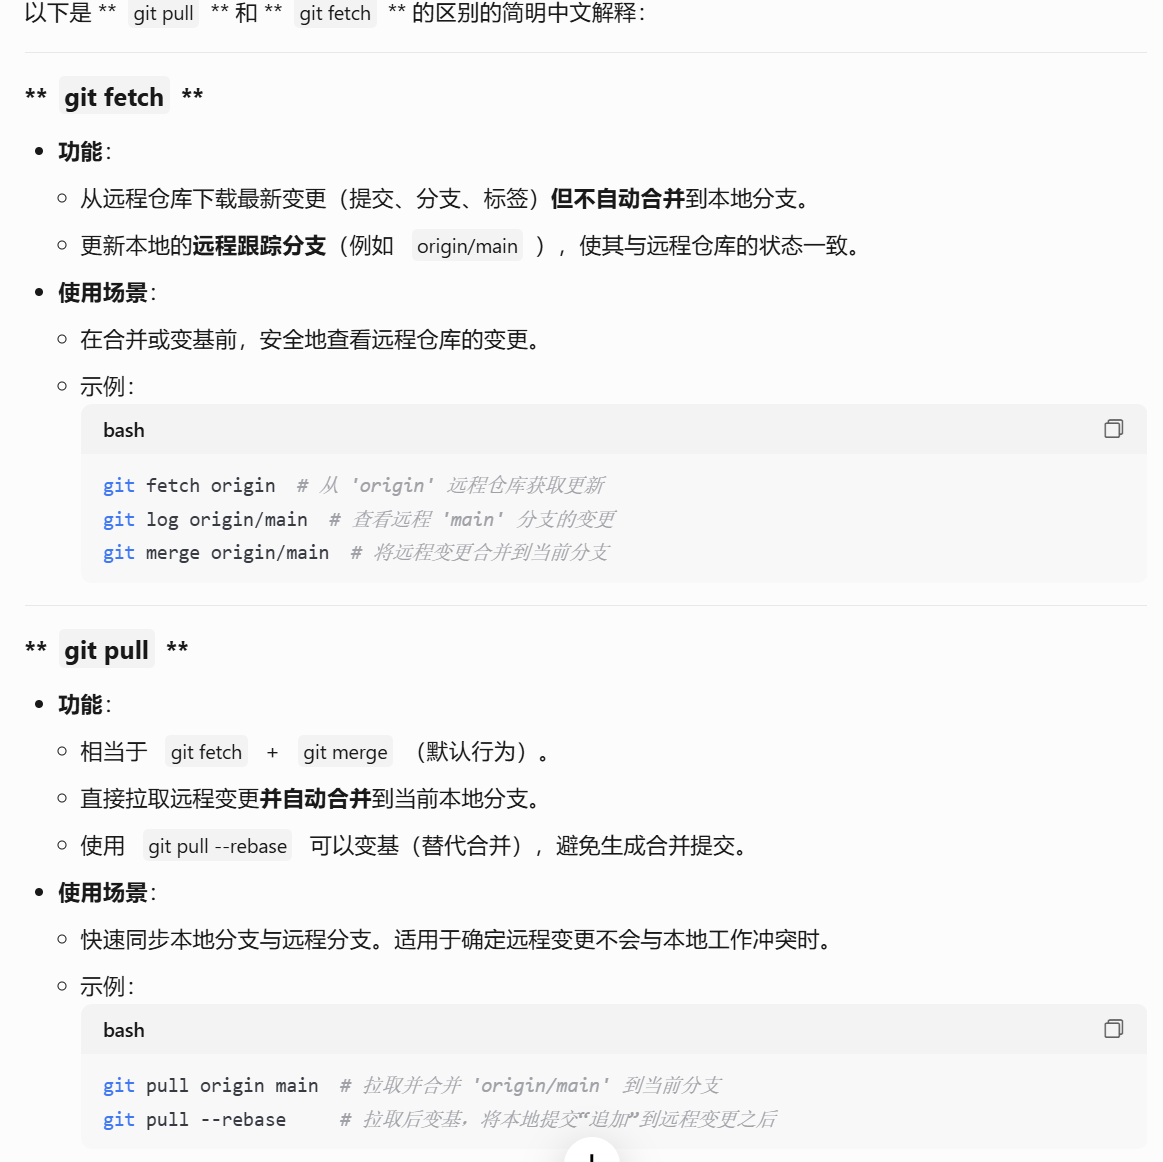 以下是 ** git pull ** 和 ** git fetch ** 的区别的简明中文解释：
** git fetch **
功能：
从远程仓库下载最新变更（提交、分支、标签）但不自动合并到本地分支。
更新本地的远程跟踪分支（例如 origin/main ），使其与远程仓库的状态一致。
使用场景：
在合并或变基前，安全地查看远程仓库的变更。
示例：
bash
git fetch origin  # 从 'origin' 远程仓库获取更新
git log origin/main  # 查看远程 'main' 分支的变更
git merge origin/main  # 将远程变更合并到当前分支
** git pull **
功能：
相当于 git fetch + git merge （默认行为）。
直接拉取远程变更并自动合并到当前本地分支。
使用 git pull --rebase 可以变基（替代合并），避免生成合并提交。
使用场景：
快速同步本地分支与远程分支。适用于确定远程变更不会与本地工作冲突时。
示例：
bash
git pull origin main  # 拉取并合并 'origin/main' 到当前分支
git pull --rebase     # 拉取后变基，将本地提交“追加”到远程变更之后